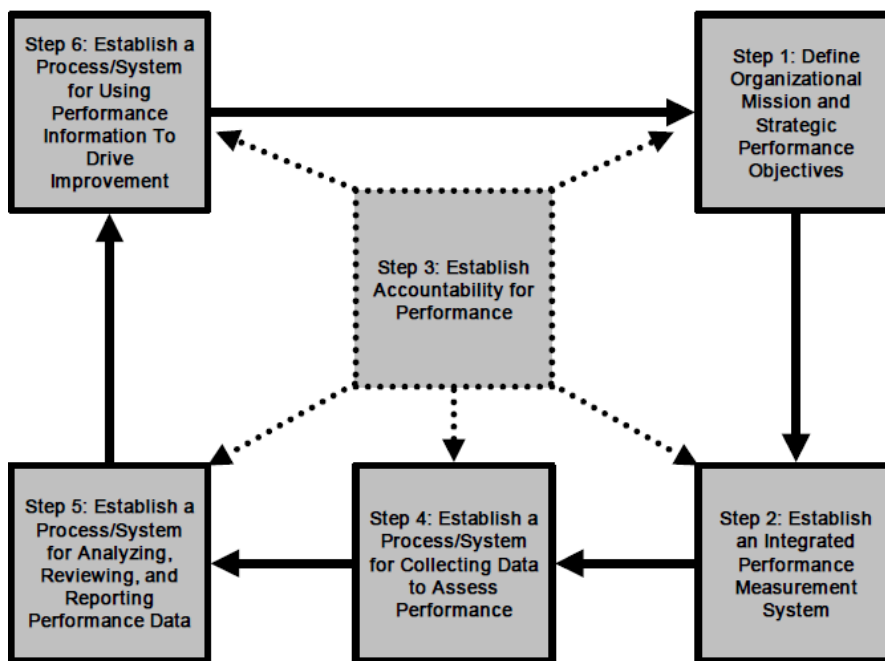 Step 6: Establish a
Process/System
for Using
Performance
Information To
Drive
Improvement
Step 1: Define
Organizational
Mission and
Strategic
Performance
Objectives
Step 3: Establish
Accountability for
Performance
Step 5: Establish a
Process/System
for Analyzing,
Reviewing, and
Reporting
Performance Data
Step 4: Establish a
Process/System
for Collecting Data
to Assess
Performance
Step 2: Establish
an Integrated
Performance
Measurement
System